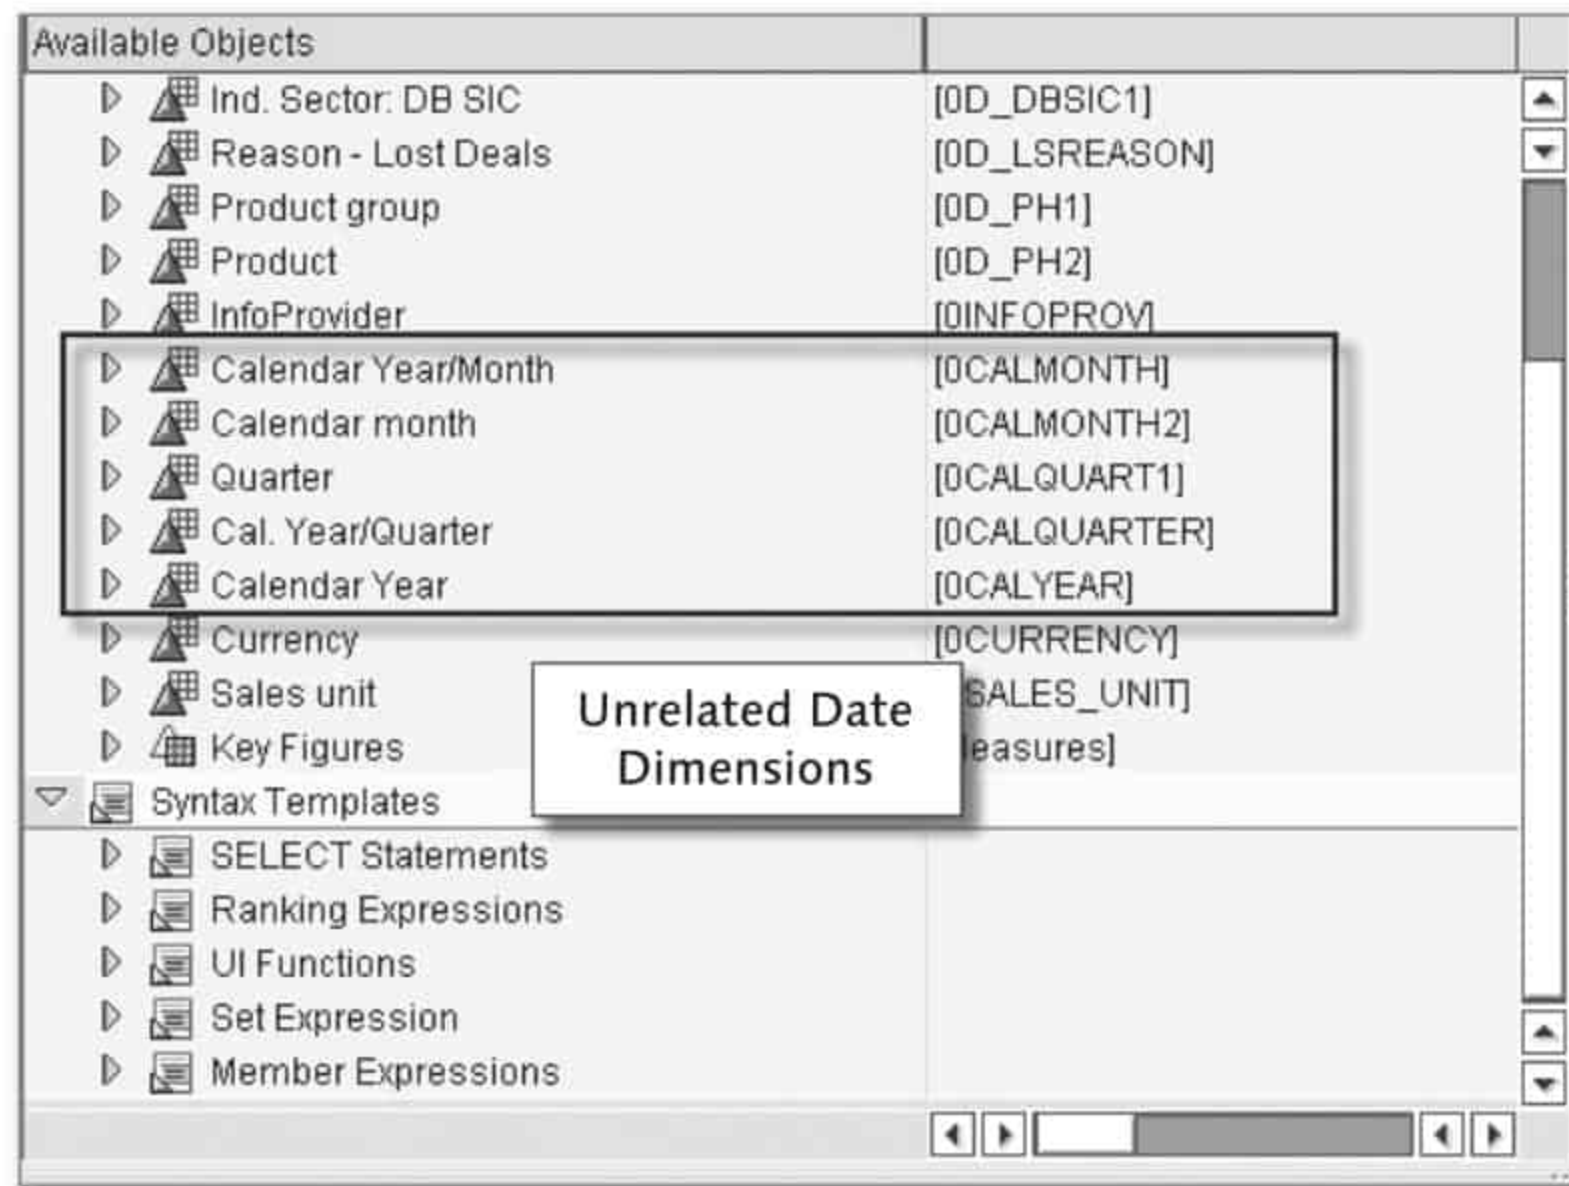 Available Objects
Ind. Sector: DB SIC [0D_DBSIC1]
Reason - Lost Deals [0D_LSREASON]
Product group [0D_PH1]
Product [0D_PH2]
InfoProvider [0INFOPROV]
Calendar Year/Month [0CALMONTH]
Calendar month [0CALMONTH2]
Quarter [0CALQUART1]
Cal. Year/Quarter [0CALQUARTER]
Calendar Year [0CALYEAR]
Currency [0CURRENCY]
Sales unit SALES_UNIT]
Key Figures easures]
Unrelated Date
Dimensions
Syntax Templates
SELECT Statements
Ranking Expressions
UI Functions
Set Expression
Member Expressions